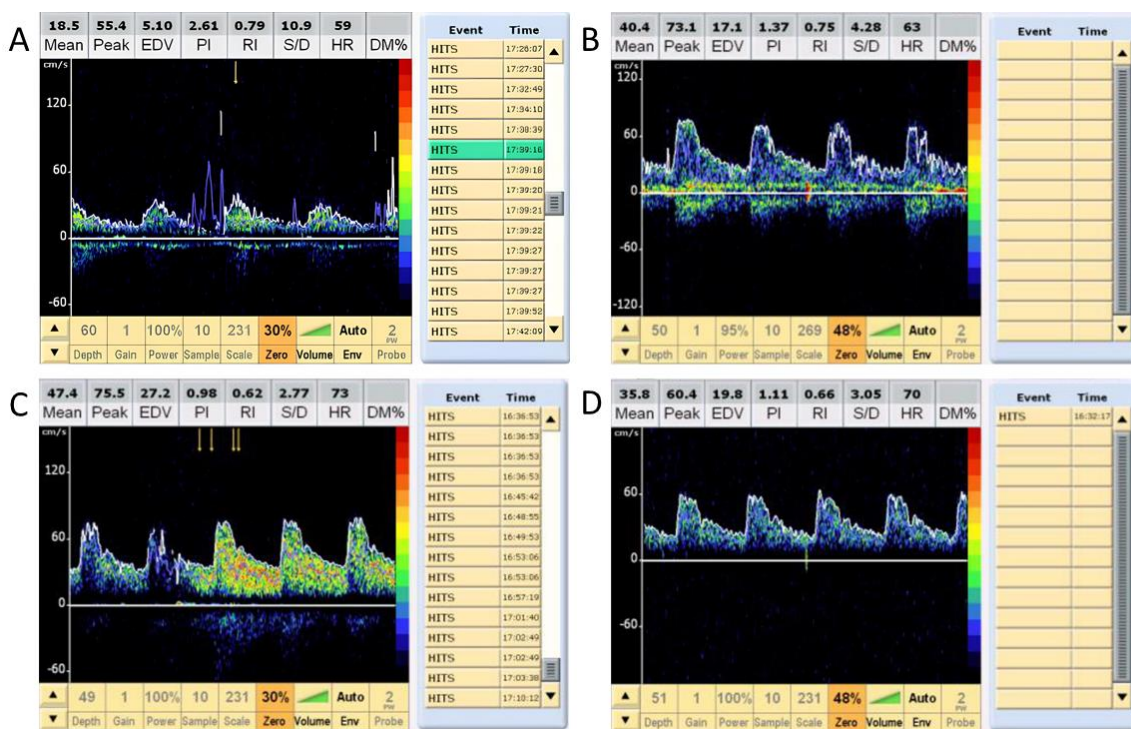 A
18.5 55.4 5.10 2.61 0.79 10.9 59
Mean Peak EDV PI RI S/D HR DM%
cm/s
120
60
0
-60
60 1 100% 10 231 30% Auto 2
PW
Depth Gain Power Sample Scale Zero Volume Env Probe
Event Time
HITS 17:26:07
HITS 17:27:30
HITS 17:32:49
HITS 17:34:10
HITS 17:38:39
HITS 17:39:16
HITS 17:39:18
HITS 17:39:20
HITS 17:39:21
HITS 17:39:22
HITS 17:39:27
HITS 17:39:27
HITS 17:39:27
HITS 17:39:52
HITS 17:42:09
B
40.4 73.1 17.1 1.37 0.75 4.28 63
Mean Peak EDV PI RI S/D HR DM%
cm/s
120
60
0
-60
-120
50 1 95% 10 269 48% Auto 2
PW
Depth Gain Power Sample Scale Zero Volume Env Probe
Event Time
C
47.4 75.5 27.2 0.98 0.62 2.77 73
Mean Peak EDV PI RI S/D HR DM%
cm/s
120
60
0
-60
49 1 100% 10 231 30% Auto 2
PW
Depth Gain Power Sample Scale Zero Volume Env Probe
Event Time
HITS 16:36:53
HITS 16:36:53
HITS 16:36:53
HITS 16:36:53
HITS 16:45:42
HITS 16:48:55
HITS 16:49:53
HITS 16:53:06
HITS 16:53:06
HITS 16:57:19
HITS 17:01:40
HITS 17:02:49
HITS 17:02:49
HITS 17:03:38
HITS 17:10:12
D
35.8 60.4 19.8 1.11 0.66 3.05 70
Mean Peak EDV PI RI S/D HR DM%
cm/s
60
0
-60
51 1 100% 10 231 48% Auto 2
PW
Depth Gain Power Sample Scale Zero Volume Env Probe
Event Time
HITS 16:32:17